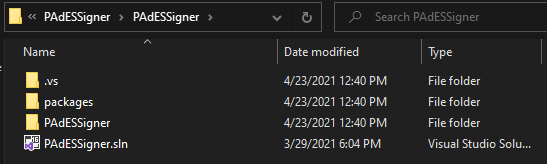 « PAdESSigner > PAdESSigner > Search PAdESSigner
Name Date modified Type
.vs 4/23/2021 12:40 PM File folder
packages 4/23/2021 12:40 PM File folder
PAdESSigner 4/23/2021 12:40 PM File folder
PAdESSigner.sln 3/29/2021 6:04 PM Visual Studio Solu...